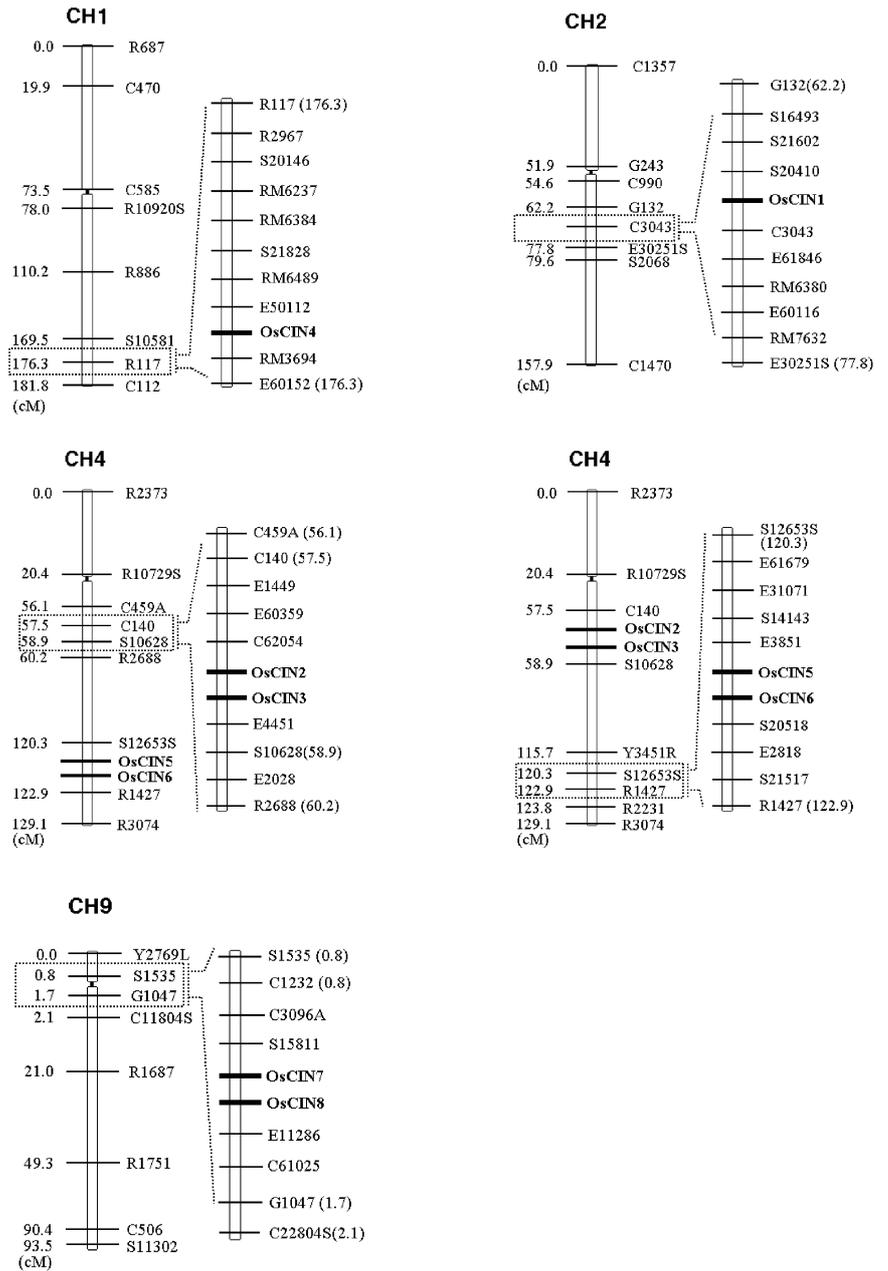 CH1
0.0 R687
19.9 C470
73.5 C585
78.0 R10920S
110.2 R886
169.5 S10581
176.3 R117
181.8 C112
(cM)
R117 (176.3)
R2967
S20146
RM6237
RM6384
S21828
RM6489
E50112
OsCIN4
RM3694
E60152 (176.3)
CH2
0.0 C1357
51.9 G243
54.6 C990
62.2 G132
C3043
77.8 E30251S
79.6 S2068
157.9 C1470
(cM)
G132(62.2)
S16493
S21602
S20410
OsCIN1
C3043
E61846
RM6380
E60116
RM7632
E30251S (77.8)
CH4
0.0 R2373
20.4 R10729S
56.1 C459A
57.5 C140
58.9 S10628
60.2 R2688
120.3 S12653S
OsCIN5
OsCIN6
122.9 R1427
129.1 R3074
(cM)
C459A (56.1)
C140 (57.5)
E1449
E60359
C62054
OsCIN2
OsCIN3
E4451
S10628(58.9)
E2028
R2688 (60.2)
CH4
0.0 R2373
20.4 R10729S
57.5 C140
OsCIN2
OsCIN3
58.9 S10628
115.7 Y3451R
120.3 S12653S
122.9 R1427
123.8 R2231
129.1 R3074
(cM)
S12653S
(120.3)
E61679
E31071
S14143
E3851
OsCIN5
OsCIN6
S20518
E2818
S21517
R1427 (122.9)
CH9
0.0 Y2769L
0.8 S1535
1.7 G1047
2.1 C11804S
21.0 R1687
49.3 R1751
90.4 C506
93.5 S11302
(cM)
S1535 (0.8)
C1232 (0.8)
C3096A
S15811
OsCIN7
OsCIN8
E11286
C61025
G1047 (1.7)
C22804S(2.1)